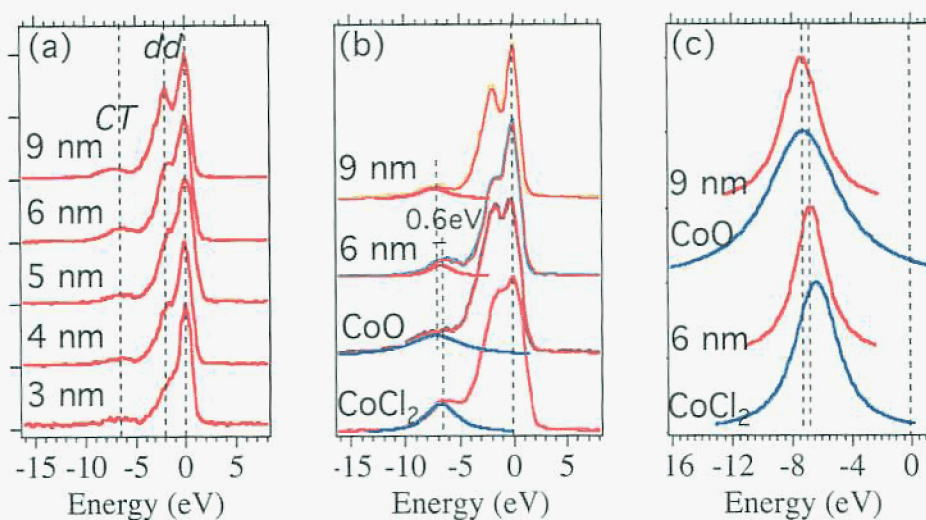 (a)
dd
CT
9 nm
6 nm
5 nm
4 nm
3 nm
-15 -10 -5 0 5
Energy (eV)
(b)
9 nm
0.6eV
6 nm
CoO
CoCl2
-15 -10 -5 0 5
Energy (eV)
(c)
9 nm
CoO
6 nm
CoCl2
16 -12 -8 -4 0
Energy (eV)